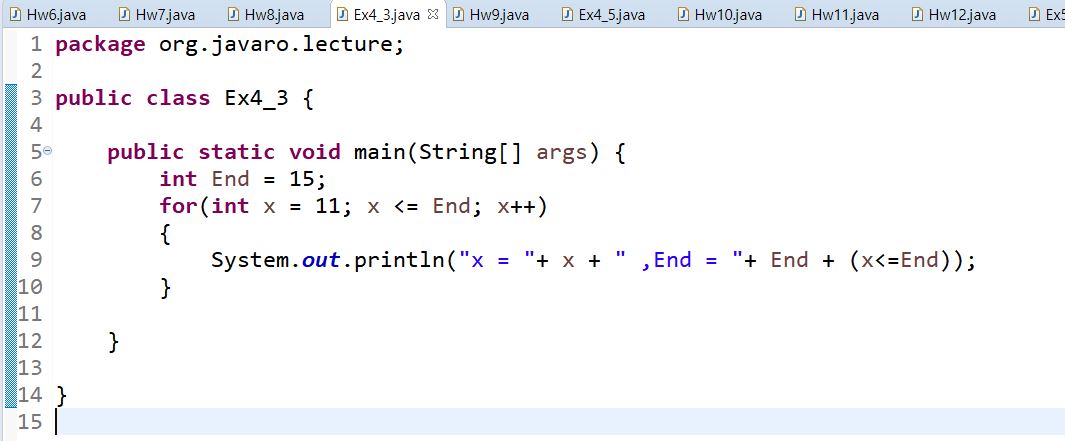 Hw6.java Hw7.java Hw8.java Ex4_3.java Hw9.java Ex4_5.java Hw10.java Hw11.java Hw12.java Ex5
1 package org.javaro.lecture;
2
3 public class Ex4_3 {
4
5 public static void main(String[] args) {
6 int End = 15;
7 for(int x = 11; x <= End; x++)
8 {
9 System.out.println("x = "+ x + " ,End = "+ End + (x<=End));
10 }
11
12 }
13
14 }
15